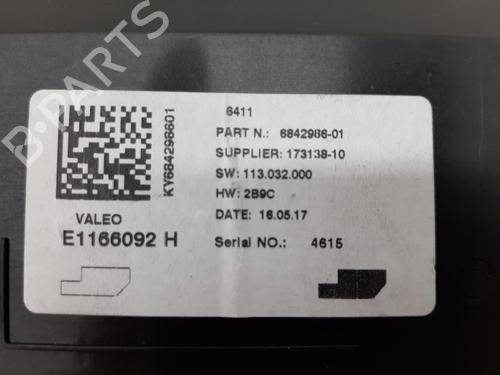 6411
PART N.: 6842986-01
SUPPLIER: 173138-10
SW: 113.032.000
HW: 2B9C
DATE: 16.05.17
Serial NO.: 4615
KY684298601
VALEO
E1166092 H
B-PARTS